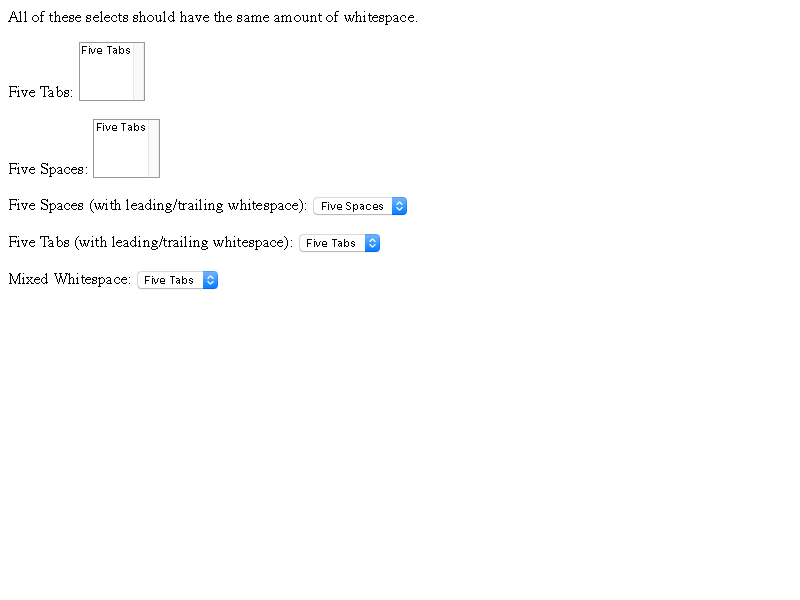 All of these selects should have the same amount of whitespace.
Five Tabs
Five Tabs:
Five Tabs
Five Spaces:
Five Spaces (with leading/trailing whitespace): Five Spaces
Five Tabs (with leading/trailing whitespace): Five Tabs
Mixed Whitespace: Five Tabs